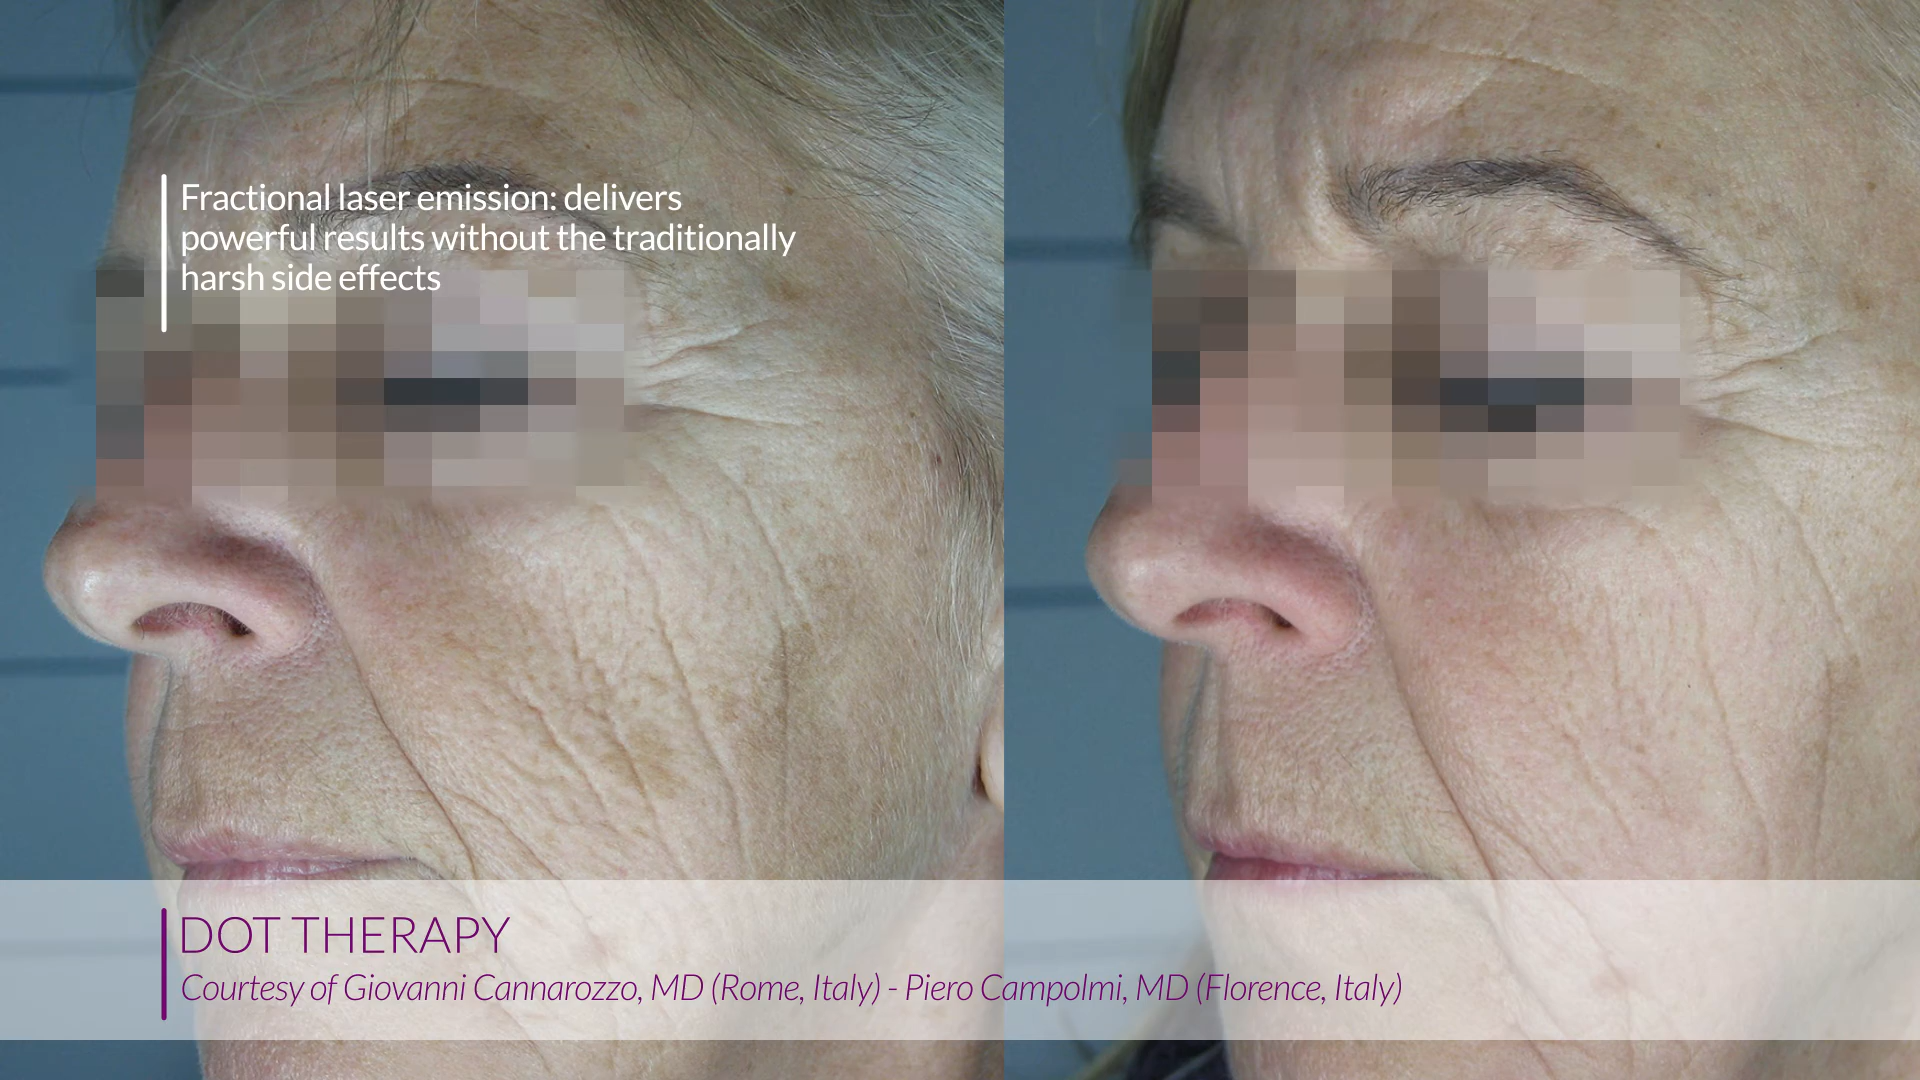 Fractional laser emission: delivers
powerful results without the traditionally
harsh side effects
DOT THERAPY
Courtesy of Giovanni Cannarozzo, MD (Rome, Italy) - Piero Campolmi, MD (Florence, Italy)